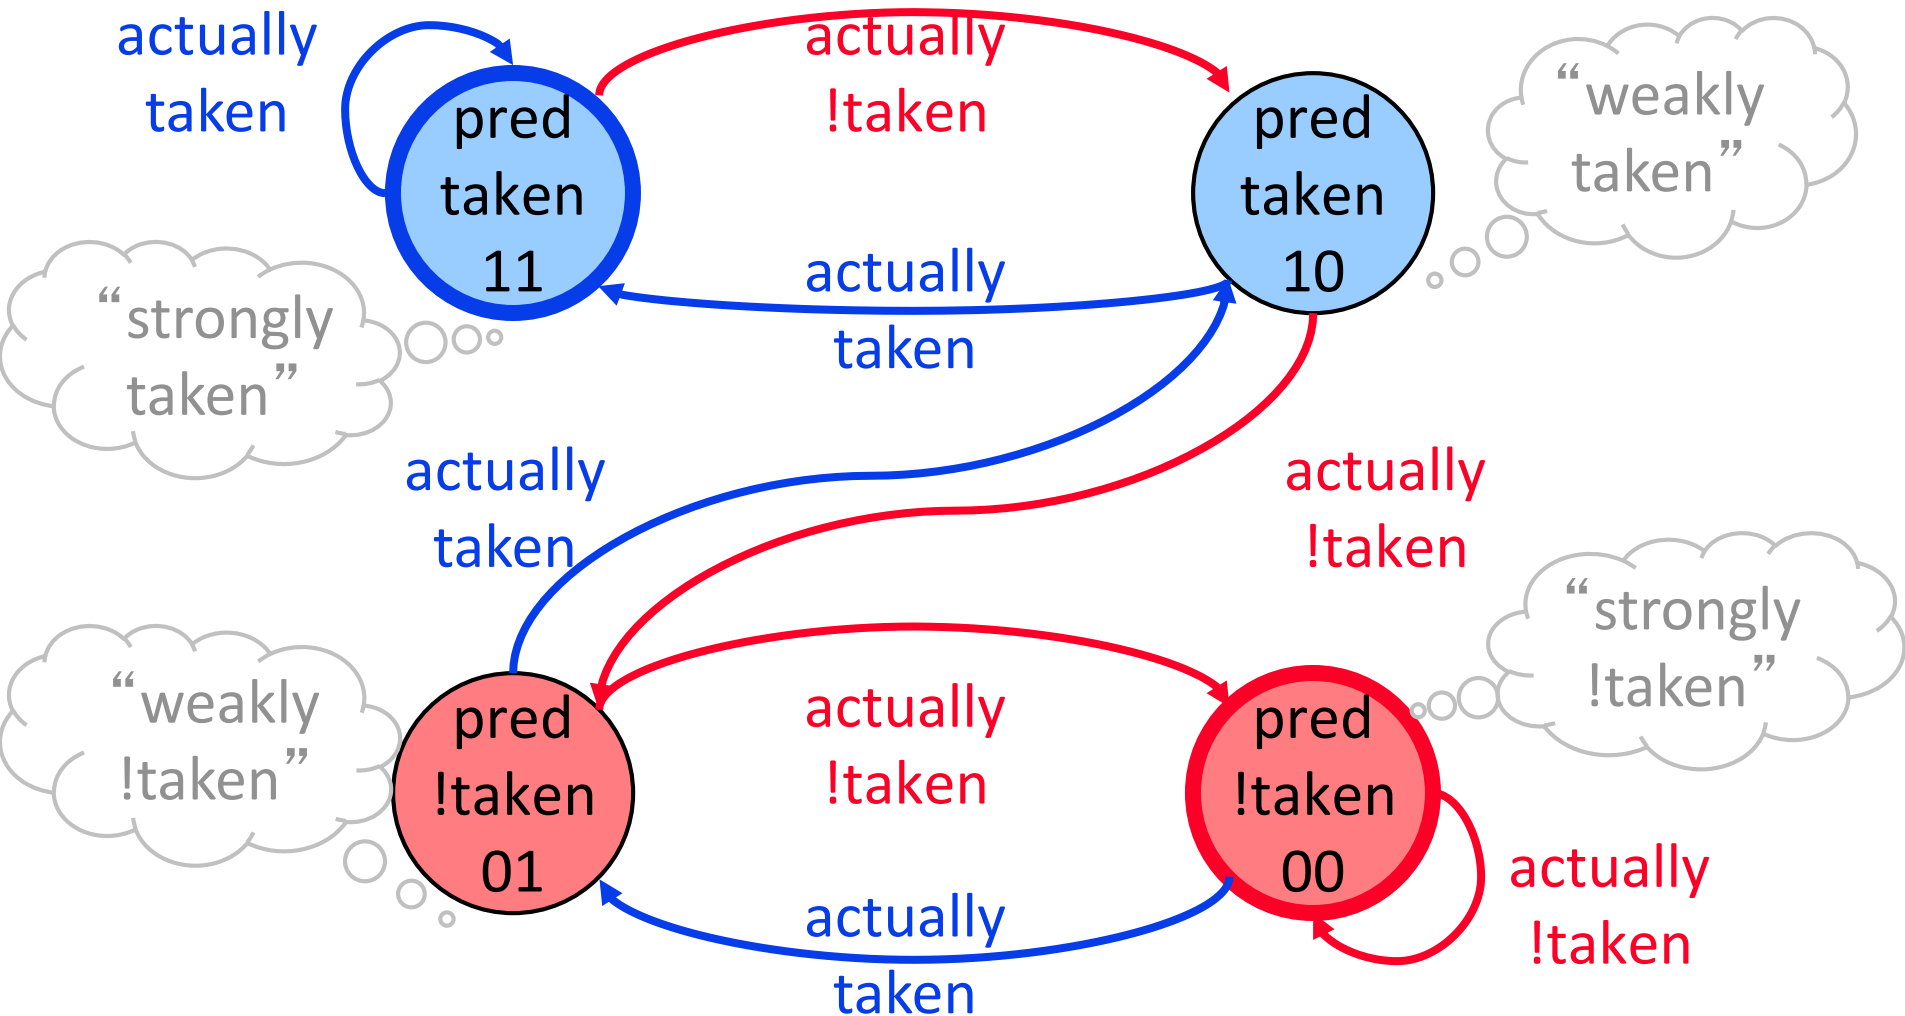 actually
taken
actually
!taken
“weakly
taken”
pred
taken
11
pred
taken
10
“strongly
taken”
actually
taken
actually
taken
actually
!taken
“strongly
!taken”
“weakly
!taken”
pred
!taken
01
actually
!taken
pred
!taken
00
actually
taken
actually
!taken